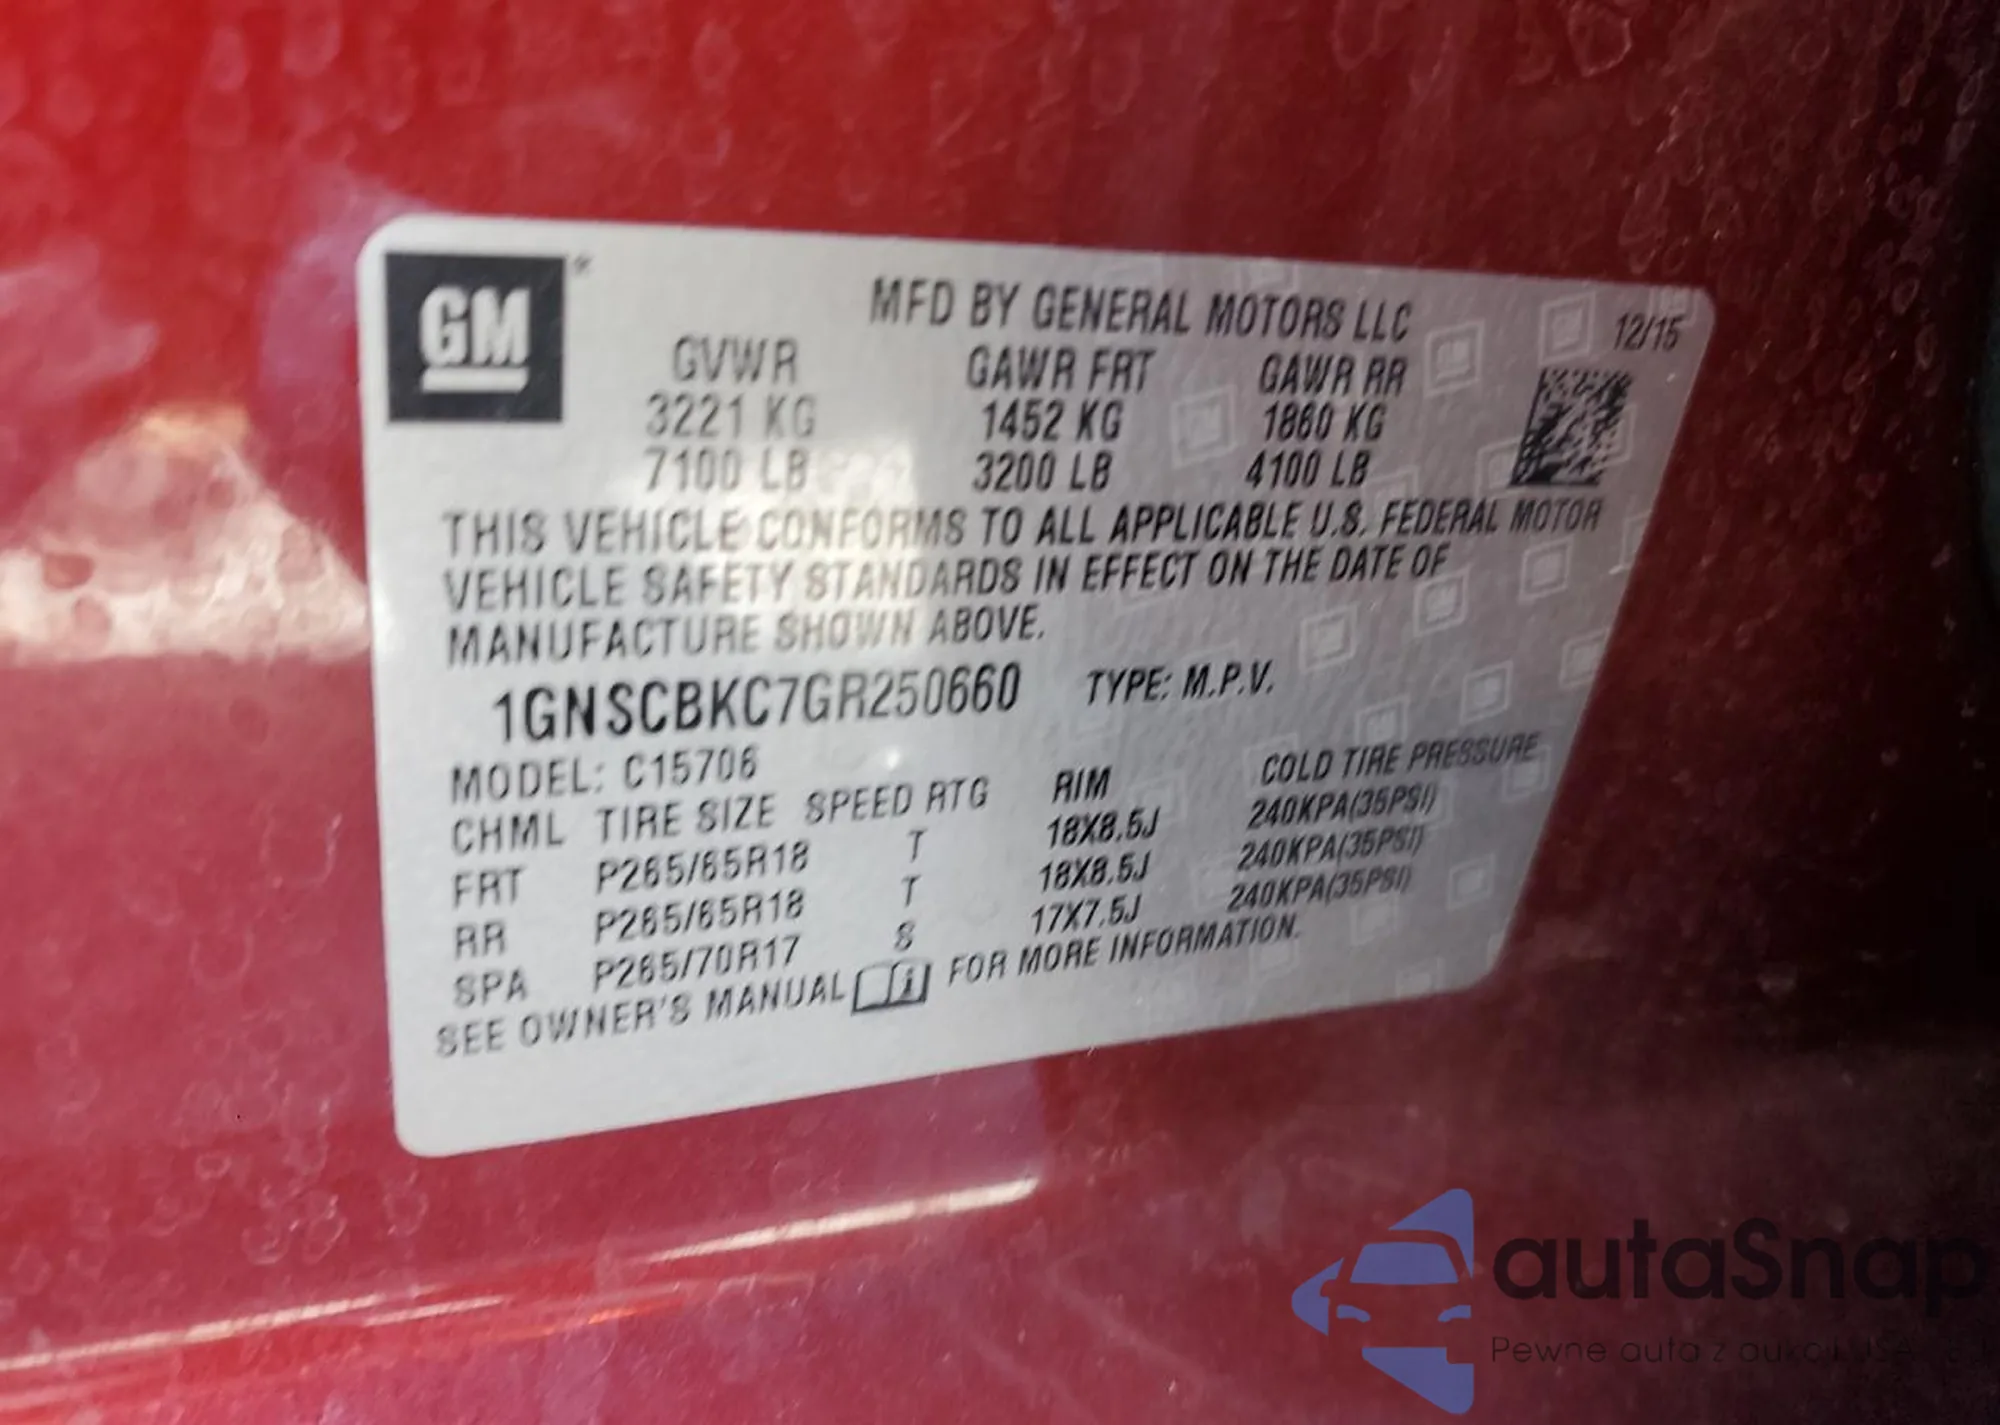 GM
MFD BY GENERAL MOTORS LLC
12/15
GVWR GAWR FRT GAWR RR
3221 KG 1452 KG 1860 KG
7100 LB 3200 LB 4100 LB
THIS VEHICLE CONFORMS TO ALL APPLICABLE U.S. FEDERAL MOTOR
VEHICLE SAFETY STANDARDS IN EFFECT ON THE DATE OF
MANUFACTURE SHOWN ABOVE.
1GNSCBKC7GR250660 TYPE: M.P.V.
MODEL: C15706
CHML TIRE SIZE SPEED RTG RIM COLD TIRE PRESSURE
FRT P265/65R18 T 18X8.5J 240KPA(35PSI)
RR P265/65R18 T 18X8.5J 240KPA(35PSI)
SPA P265/70R17 S 17X7.5J 240KPA(35PSI)
SEE OWNER'S MANUAL i FOR MORE INFORMATION.
autaSnap
Pewne auta z aukcji